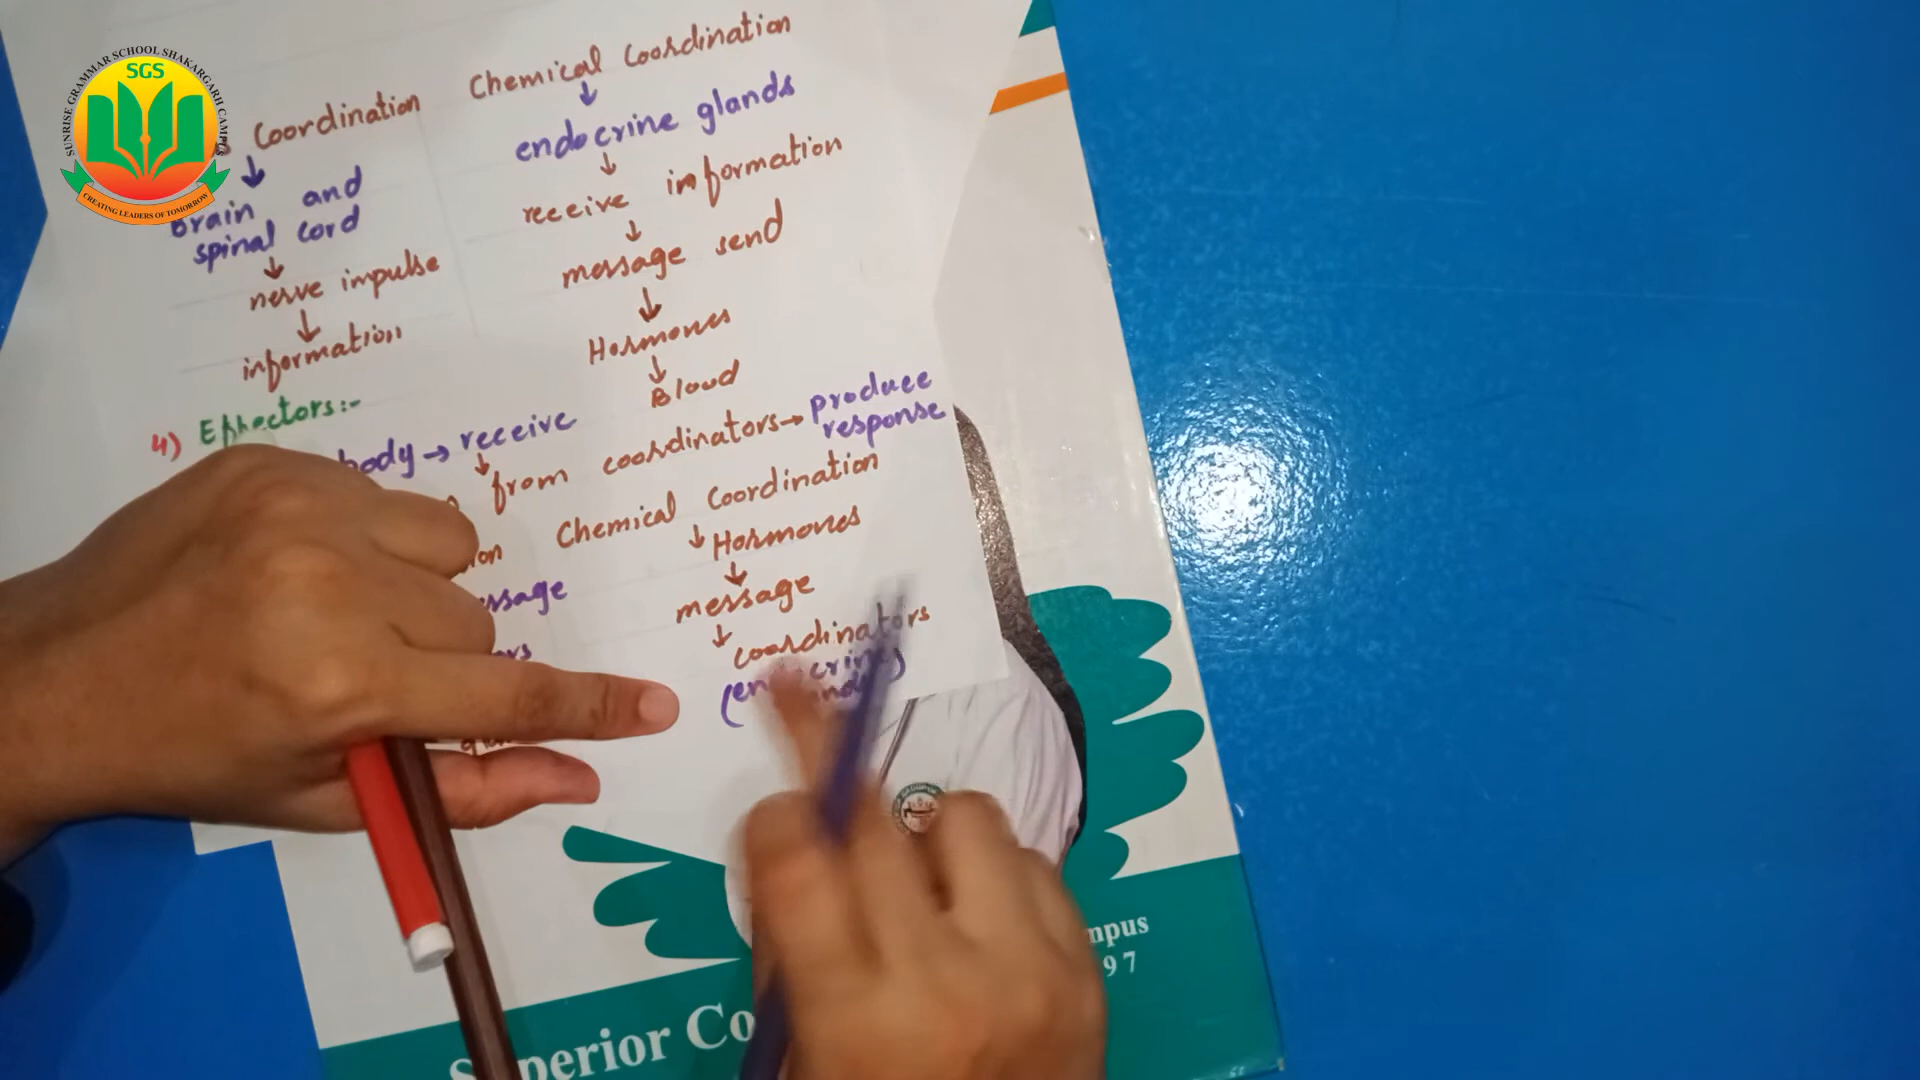 SUNRISE GRAMMAR SCHOOL SHAKARGARH CAMPUS
SGS
CREATING LEADERS OF TOMORROW
Coordination
brain and
spinal cord
nerve impulse
information
Chemical Coordination
endocrine glands
receive information
message send
Hormones
Blood
4) Effectors:-
body → receive
from coordinators → produce
response
Chemical Coordination
Hormones
message
coordinators
Superior Co